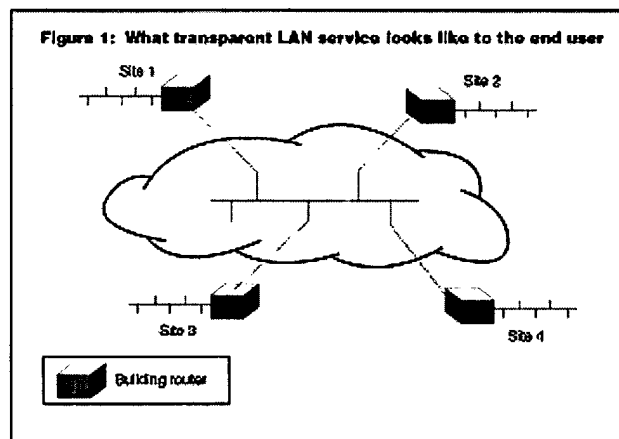 Figure 1: What transparent LAN service looks like to the end user
Site 1
Site 2
Site 3
Site 4
Building router